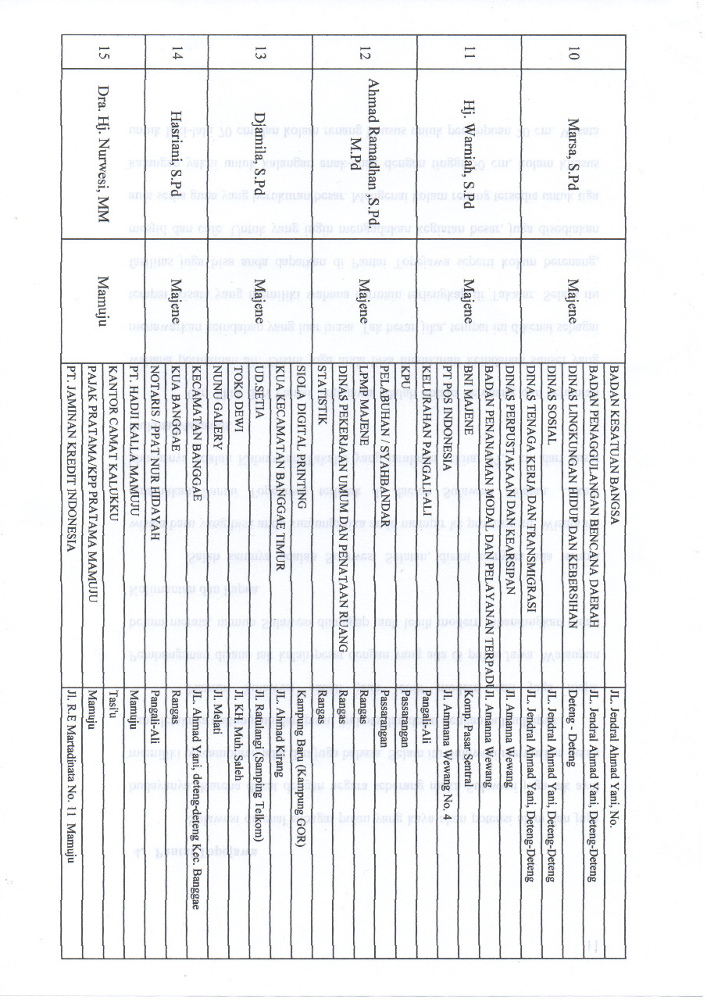 BADAN KESATUAN BANGSA JL. Jendral Ahmad Yani, No.
BADAN PENAGGULANGAN BENCANA DAERAH JL. Jendral Ahmad Yani, Deteng-Deteng
10 Marsa, S.Pd Majene DINAS LINGKUNGAN HIDUP DAN KEBERSIHAN Deteng - Deteng
DINAS SOSIAL JL. Jendral Ahmad Yani, Deteng-Deteng
DINAS TENAGA KERJA DAN TRANSMIGRASI JL. Jendral Ahmad Yani, Deteng-Deteng
DINAS PERPUSTAKAAN DAN KEARSIPAN Jl. Amanna Wewang
BADAN PENANAMAN MODAL DAN PELAYANAN TERPADU Jl. Amanna Wewang
11 Hj. Warniah, S.Pd Majene BNI MAJENE Komp. Pasar Sentral
PT POS INDONESIA Jl. Ammana Wewang No. 4
KELURAHAN PANGALI-ALI Pangali-Ali
KPU Passarangan
PELABUHAN / SYAHBANDAR Passarangan
12 Ahmad Ramadhan ,S.Pd. M.Pd Majene LPMP MAJENE Rangas
DINAS PEKERJAAN UMUM DAN PENATAAN RUANG Rangas
STATISTIK Rangas
SIOLA DIGITAL PRINTING Kampung Baru (Kampung GOR)
KUA KECAMATAN BANGGAE TIMUR JL. Ahmad Kirang
13 Djamila, S.Pd Majene UD.SETIA Jl. Ratulangi (Samping Telkom)
TOKO DEWI Jl. KH. Muh. Saleh
NUNU GALERY Jl. Melati
KECAMATAN BANGGAE JL. Ahmad Yani, deteng-deteng Kec. Banggae
14 Hasriani, S.Pd Majene KUA BANGGAE Rangas
NOTARIS / PPAT NUR HIDAYAH Pangali-Ali
PT. HADJI KALLA MAMUJU Mamuju
15 Dra. Hj. Nurwesi, MM Mamuju KANTOR CAMAT KALUKKU Tasi'u
PAJAK PRATAMA/KPP PRATAMA MAMUJU Mamuju
PT. JAMINAN KREDIT INDONESIA Jl. R.E Martadinata No. 11 Mamuju